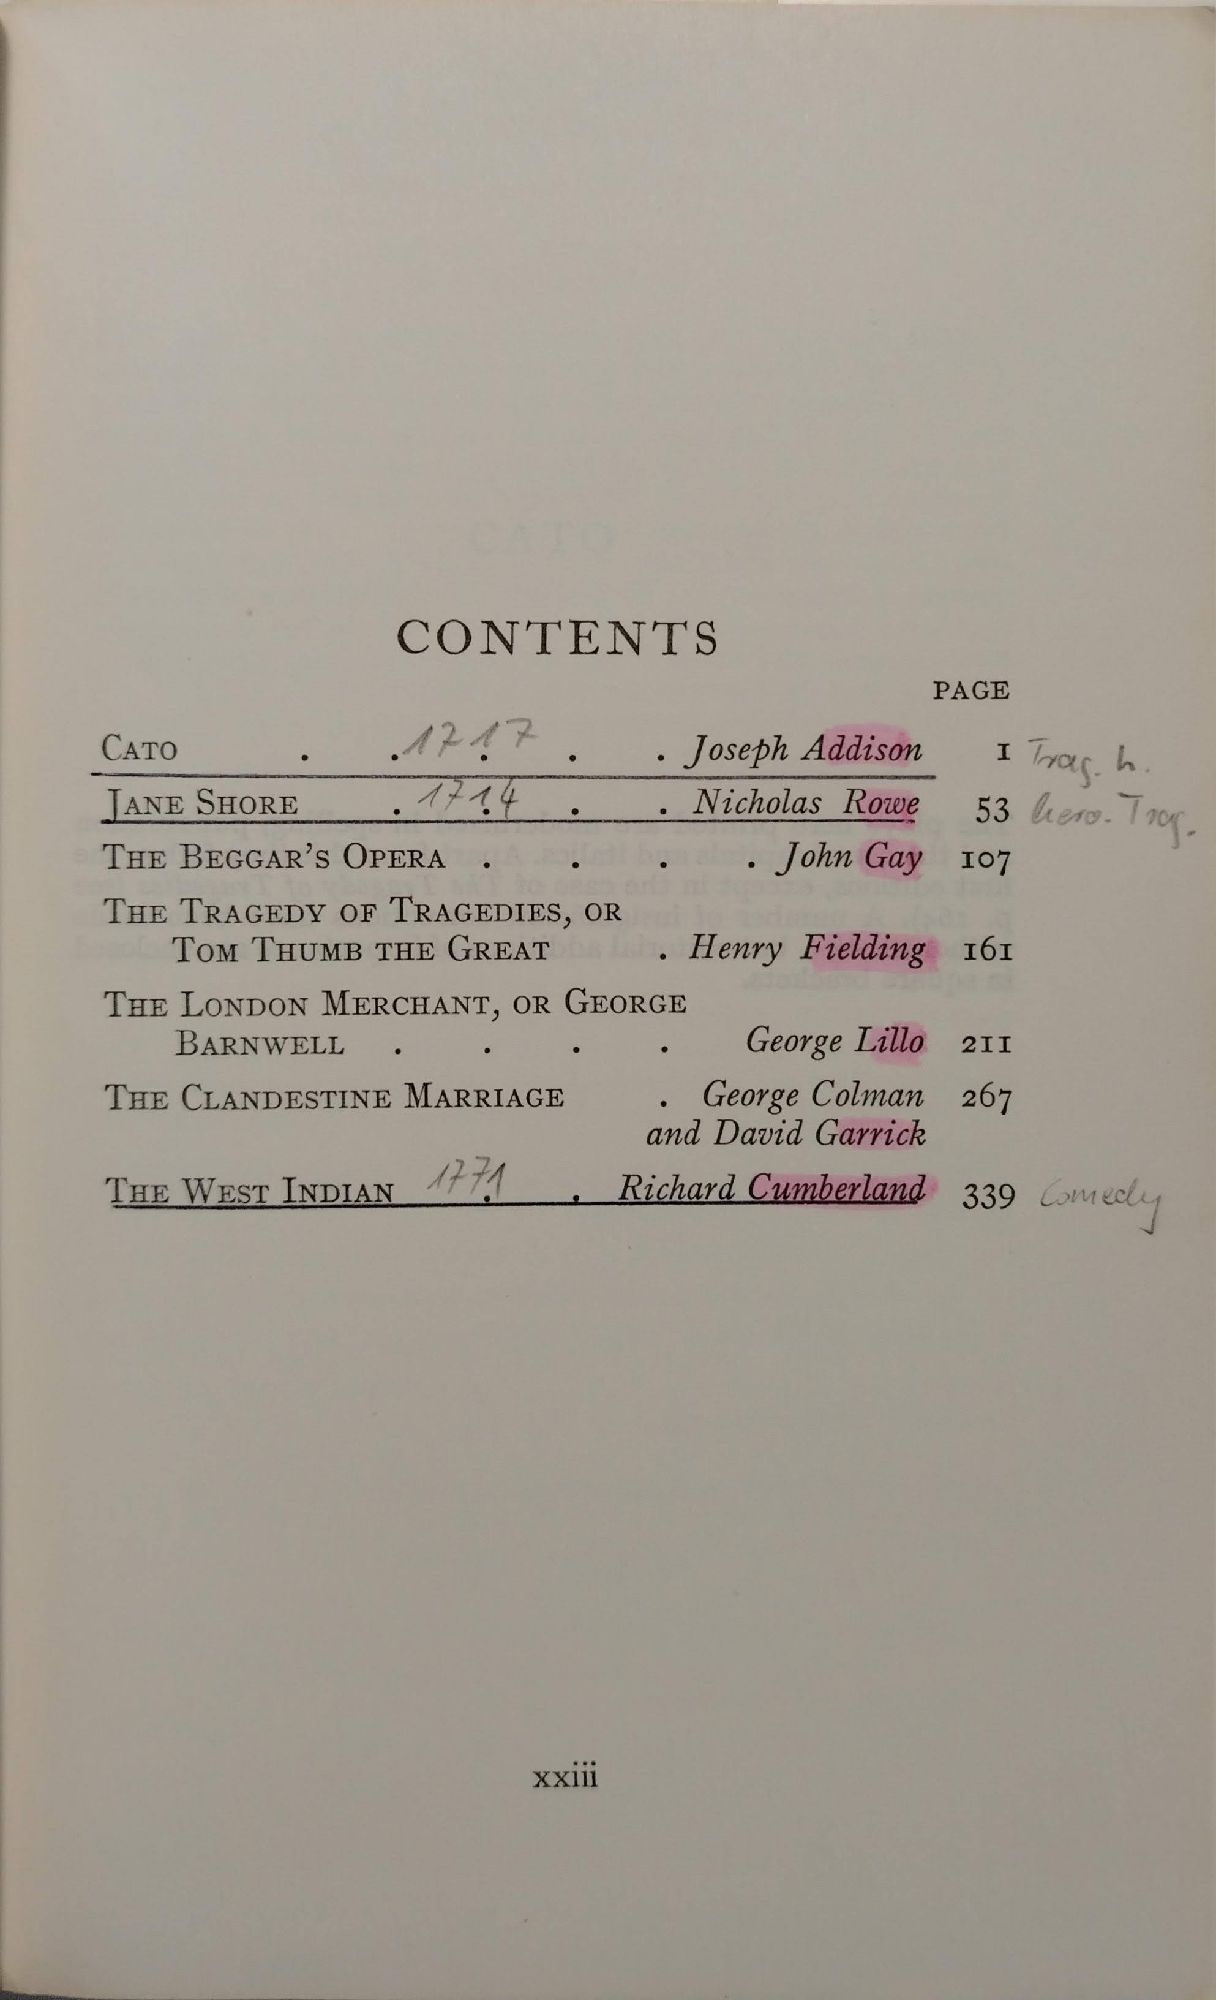 CONTENTS
PAGE
CATO . . 1717 . . . Joseph Addison 1 Trag. h.
JANE SHORE . 1714 . . . Nicholas Rowe 53 hero. Trag.
THE BEGGAR'S OPERA . . . . John Gay 107
THE TRAGEDY OF TRAGEDIES, OR
TOM THUMB THE GREAT . Henry Fielding 161
THE LONDON MERCHANT, OR GEORGE
BARNWELL . . . . George Lillo 211
THE CLANDESTINE MARRIAGE . George Colman 267
and David Garrick
THE WEST INDIAN 1771 . . Richard Cumberland 339 Comedy
xxiii